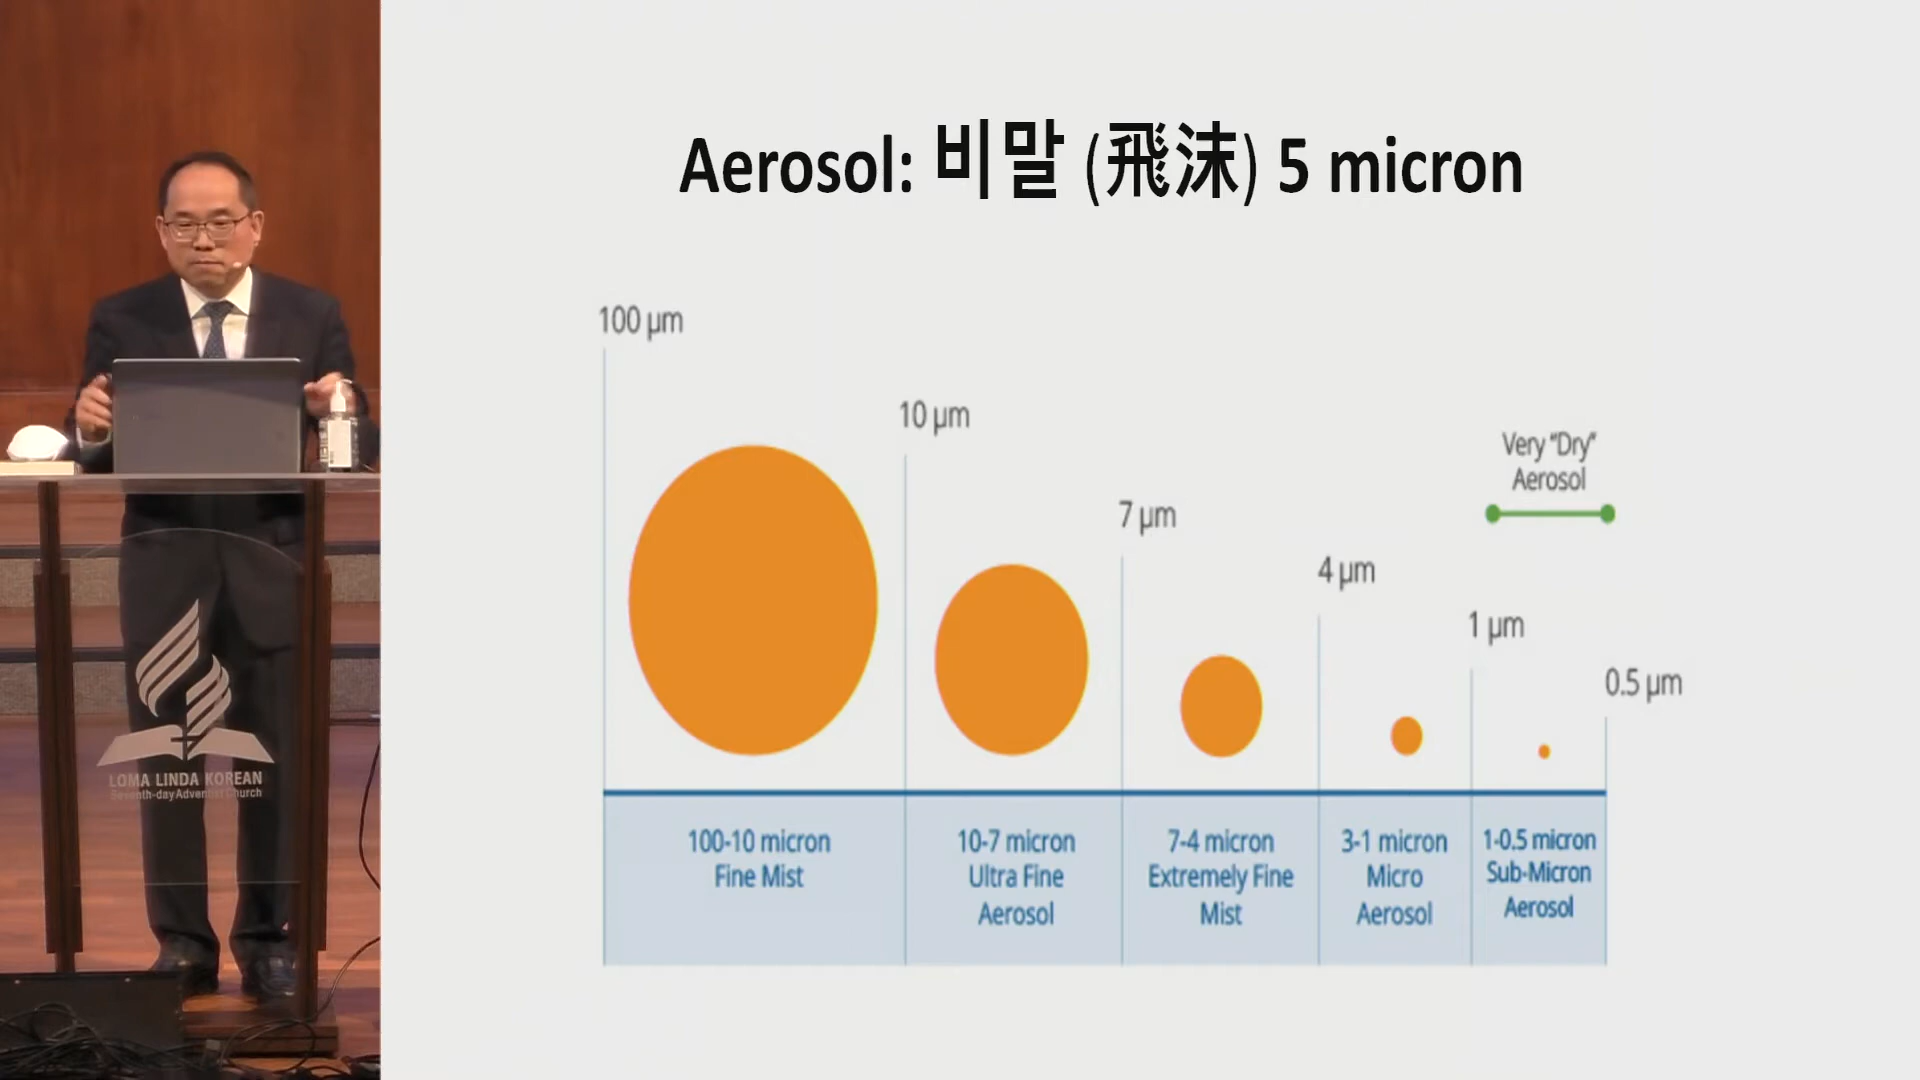 Aerosol: 비말 (飛沫) 5 micron
100 µm
10 µm
7 µm
4 µm
1 µm
0.5 µm
Very “Dry”
Aerosol
100-10 micron
Fine Mist
10-7 micron
Ultra Fine
Aerosol
7-4 micron
Extremely Fine
Mist
3-1 micron
Micro
Aerosol
1-0.5 micron
Sub-Micron
Aerosol
LOMA LINDA KOREAN
Seventh-day Adventist Church